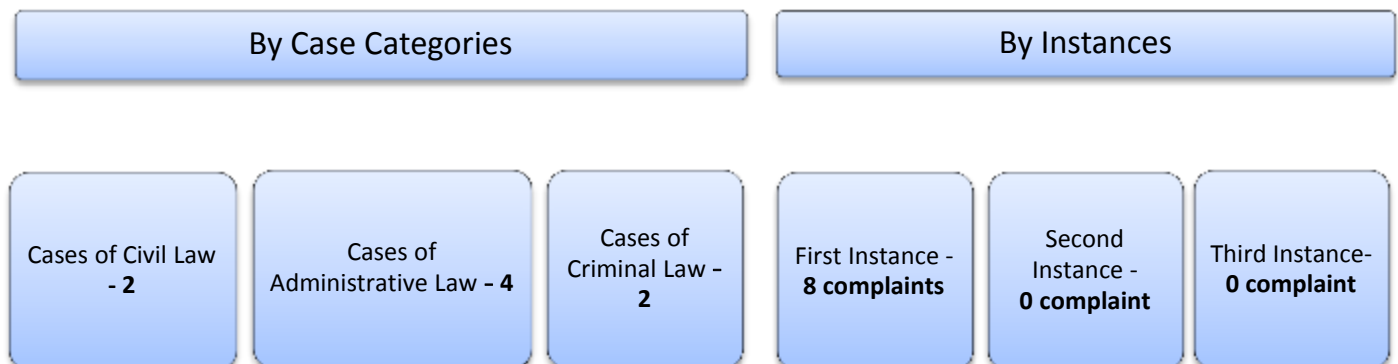 By Case Categories
By Instances
Cases of Civil Law
- 2
Cases of
Administrative Law - 4
Cases of
Criminal Law -
2
First Instance -
8 complaints
Second
Instance -
0 complaint
Third Instance-
0 complaint